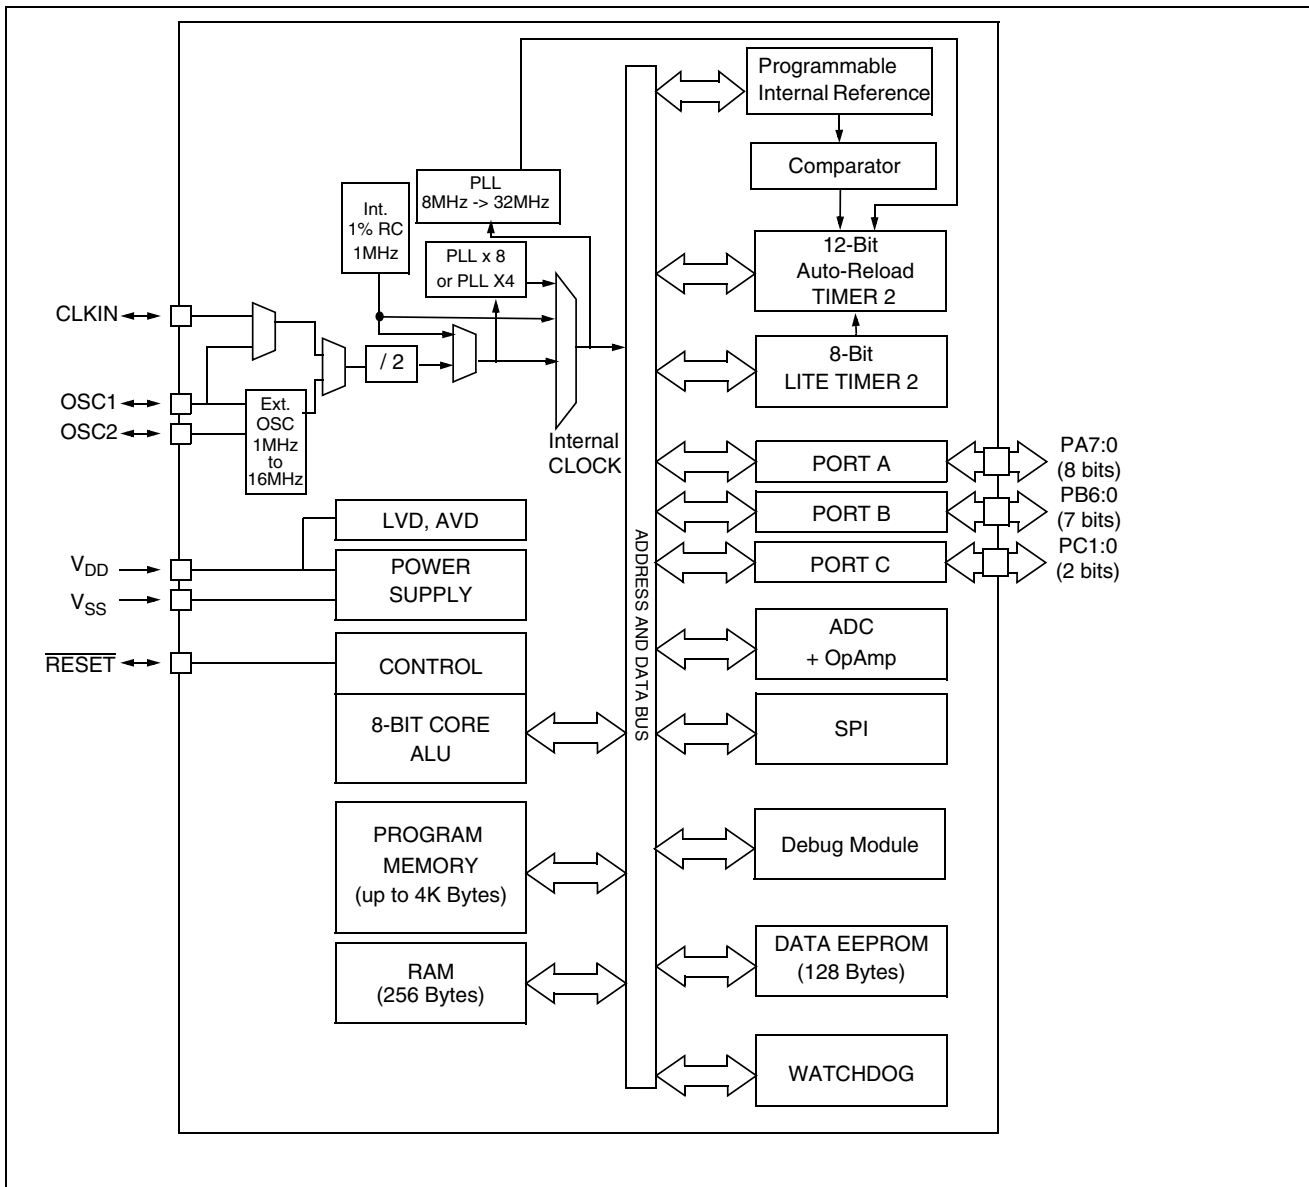 Programmable
Internal Reference
Comparator
PLL
8MHz -> 32MHz
Int.
1% RC
1MHz
PLL x 8
or PLL X4
12-Bit
Auto-Reload
TIMER 2
CLKIN
/ 2
8-Bit
LITE TIMER 2
OSC1
OSC2
Ext.
OSC
1MHz
to
16MHz
Internal
CLOCK
PORT A
PA7:0
(8 bits)
PORT B
PB6:0
(7 bits)
PORT C
PC1:0
(2 bits)
LVD, AVD
VDD
VSS
POWER
SUPPLY
ADDRESS AND DATA BUS
ADC
+ OpAmp
RESET
CONTROL
8-BIT CORE
ALU
SPI
PROGRAM
MEMORY
(up to 4K Bytes)
Debug Module
RAM
(256 Bytes)
DATA EEPROM
(128 Bytes)
WATCHDOG